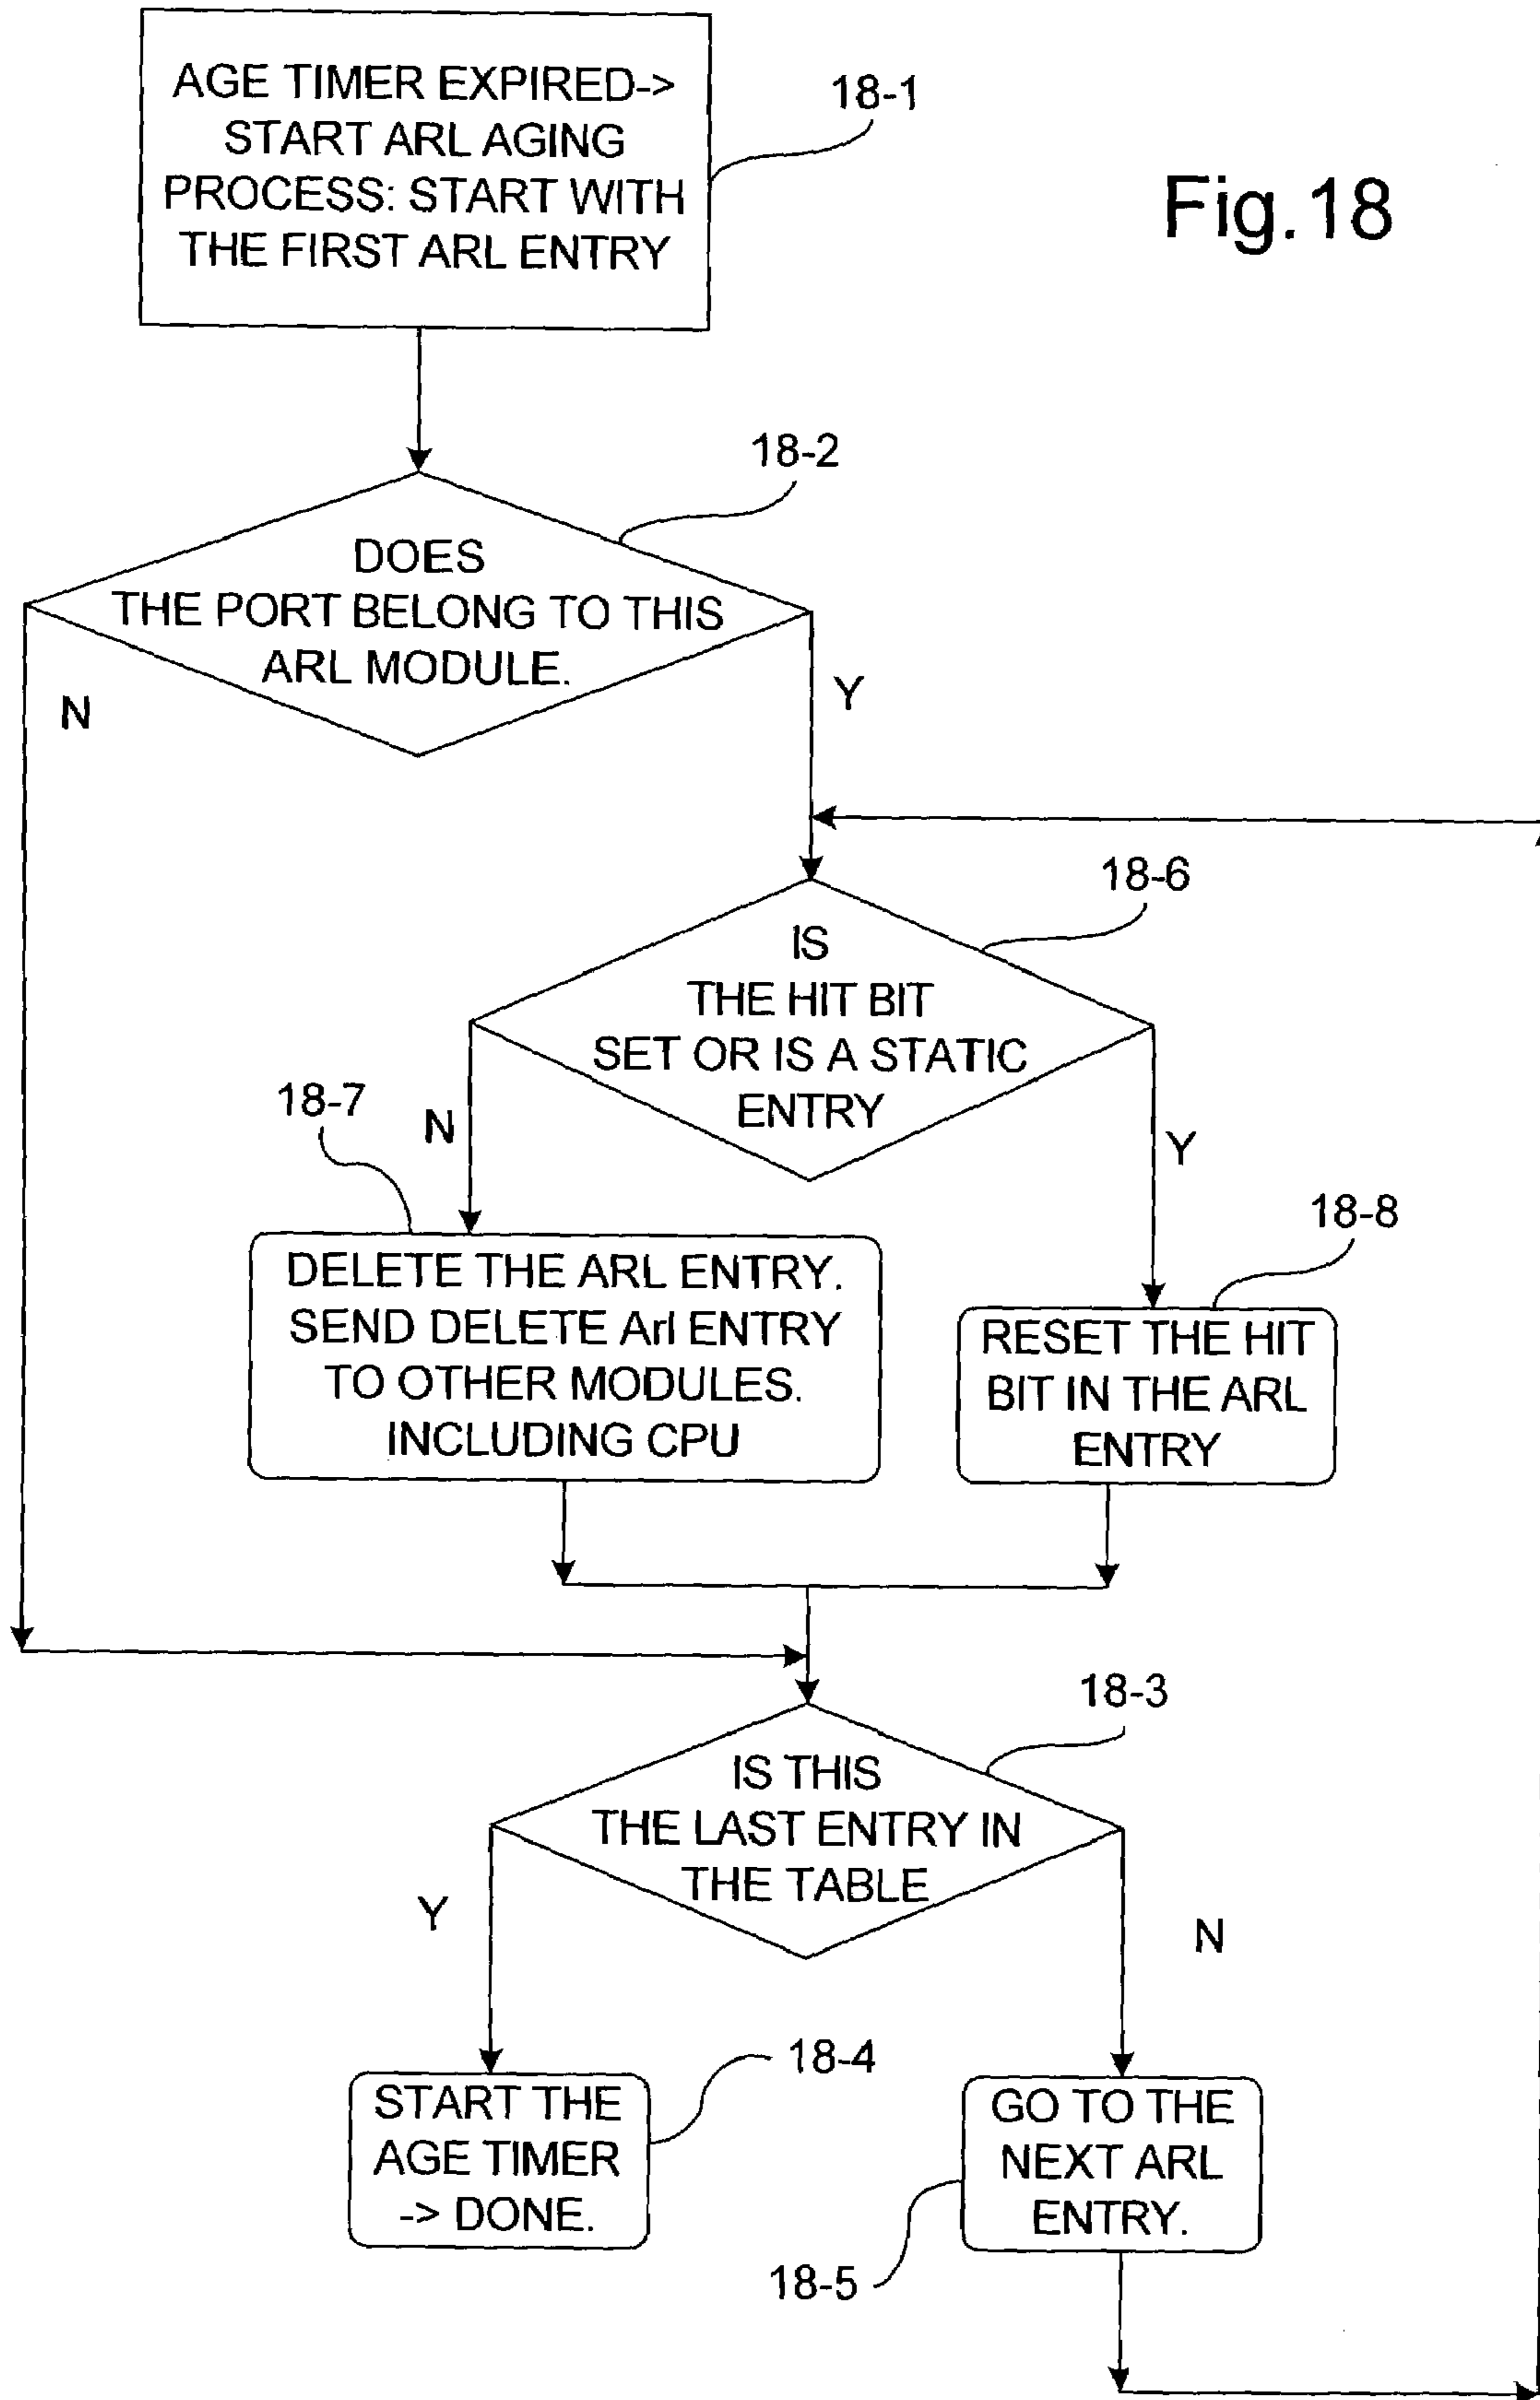 AGE TIMER EXPIRED->
START ARL AGING
PROCESS: START WITH
THE FIRST ARL ENTRY
18-1
Fig.18
18-2
DOES
THE PORT BELONG TO THIS
ARL MODULE.
N
Y
18-6
IS
THE HIT BIT
SET OR IS A STATIC
ENTRY
18-7
N
Y
18-8
DELETE THE ARL ENTRY.
SEND DELETE Arl ENTRY
TO OTHER MODULES.
INCLUDING CPU
RESET THE HIT
BIT IN THE ARL
ENTRY
18-3
IS THIS
THE LAST ENTRY IN
THE TABLE
Y
N
18-4
START THE
AGE TIMER
-> DONE.
GO TO THE
NEXT ARL
ENTRY.
18-5